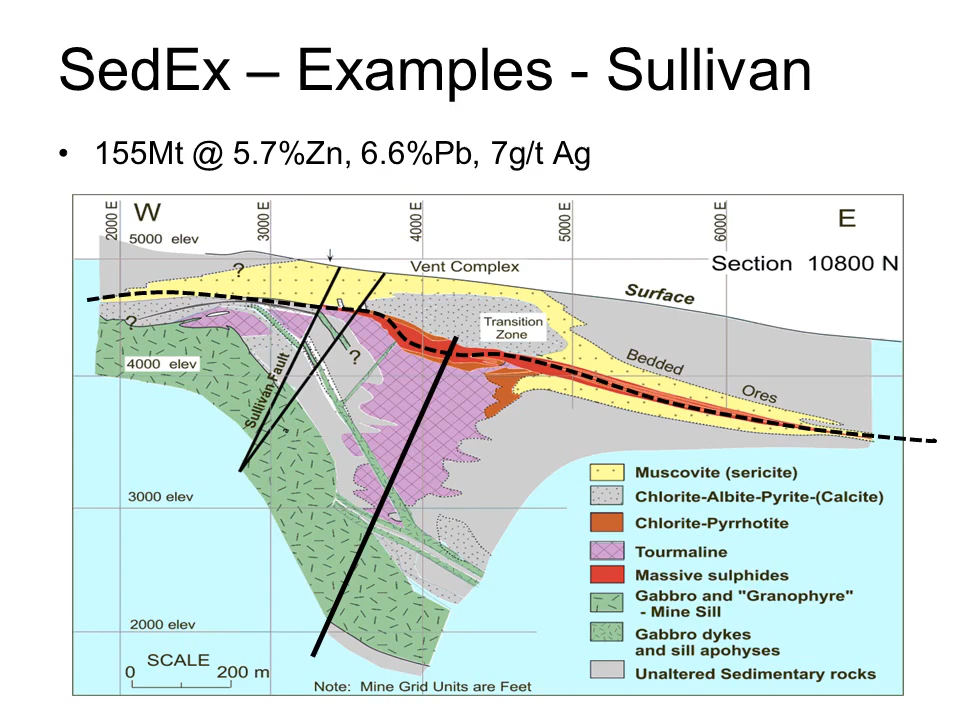 SedEx – Examples - Sullivan
• 155Mt @ 5.7%Zn, 6.6%Pb, 7g/t Ag
2000 E
W
3000 E
4000 E
5000 E
6000 E
E
5000 elev
?
Vent Complex
Section 10800 N
Surface
?
Transition
Zone
?
4000 elev
Sullivan Fault
Bedded
Ores
3000 elev
2000 elev
SCALE
0 200 m
Note: Mine Grid Units are Feet
Muscovite (sericite)
Chlorite-Albite-Pyrite-(Calcite)
Chlorite-Pyrrhotite
Tourmaline
Massive sulphides
Gabbro and "Granophyre"
- Mine Sill
Gabbro dykes
and sill apohyses
Unaltered Sedimentary rocks